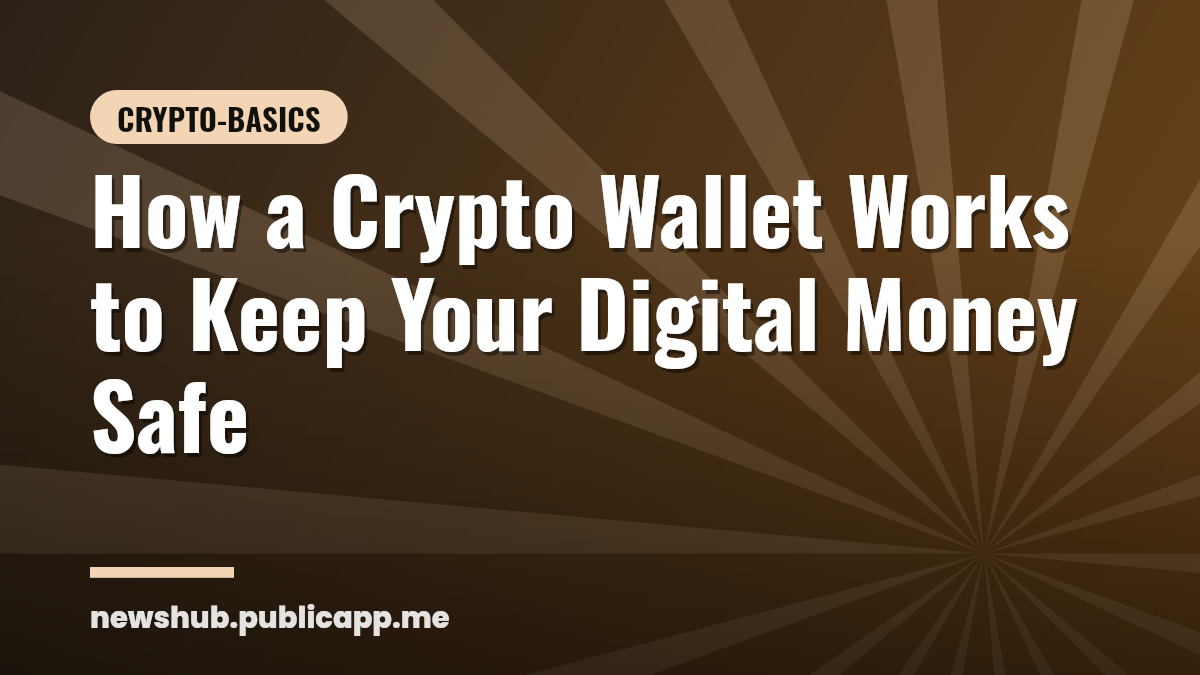 CRYPTO-BASICS
How a Crypto Wallet Works
to Keep Your Digital Money
Safe
newshub.publicapp.me